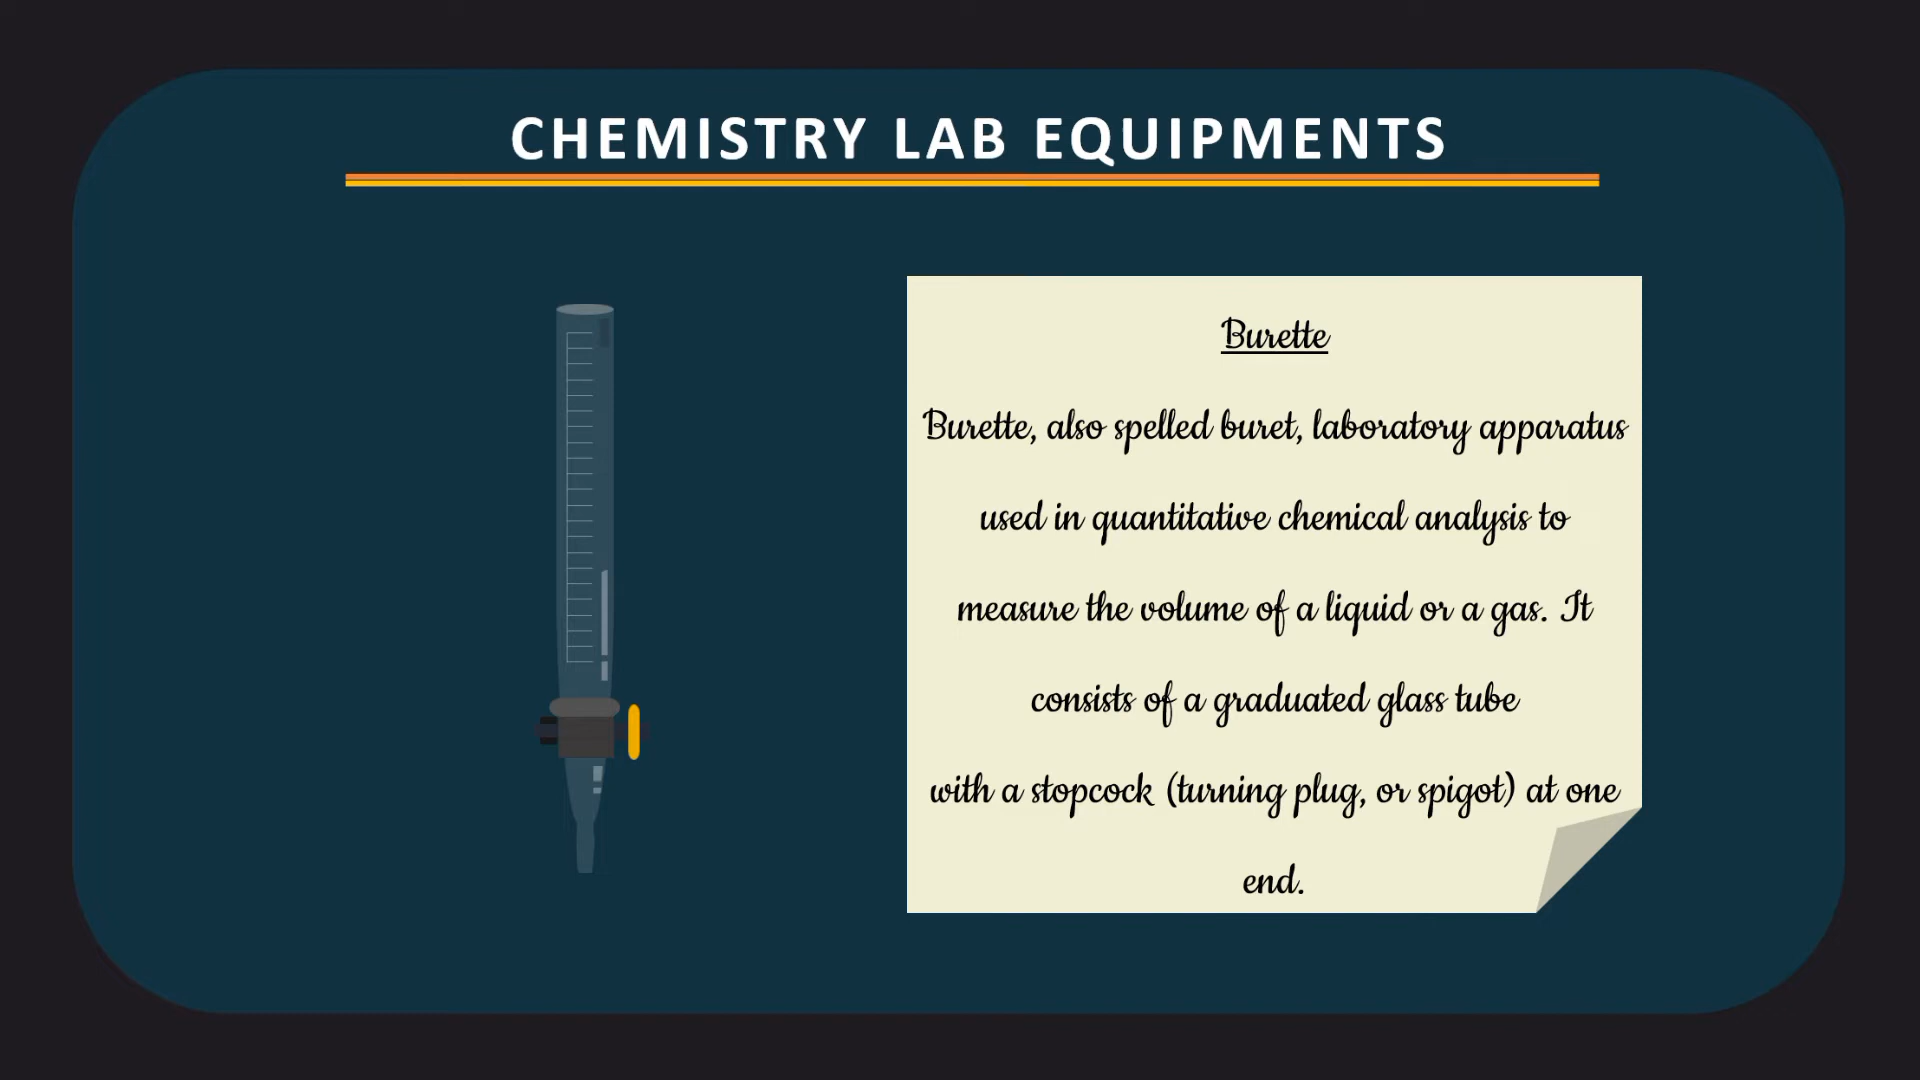 CHEMISTRY LAB EQUIPMENTS
Burette
Burette, also spelled buret, laboratory apparatus
used in quantitative chemical analysis to
measure the volume of a liquid or a gas. It
consists of a graduated glass tube
with a stopcock (turning plug, or spigot) at one
end.